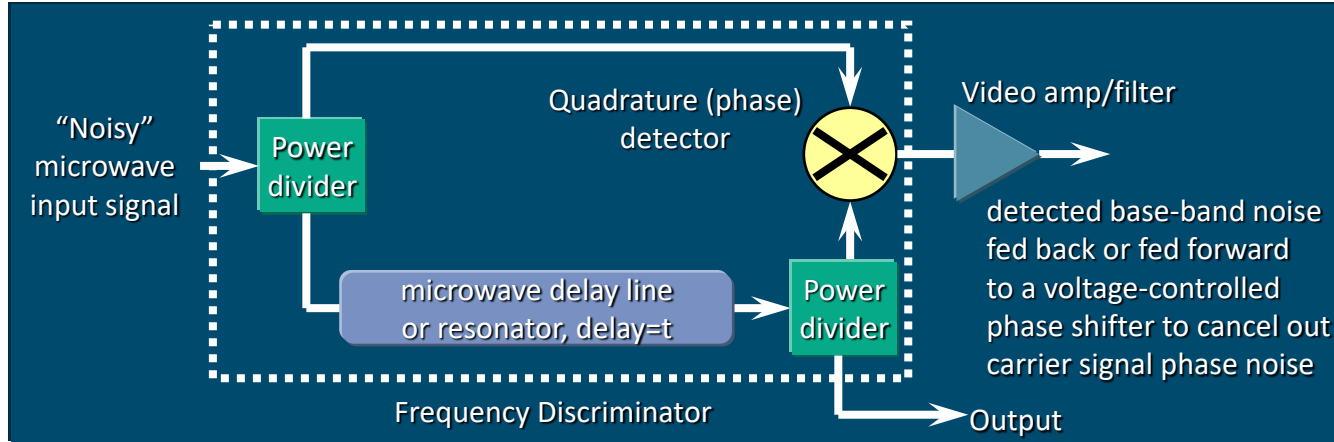 “Noisy”
microwave
input signal
Power
divider
Quadrature (phase)
detector
Video amp/filter
microwave delay line
or resonator, delay=t
Power
divider
detected base-band noise
fed back or fed forward
to a voltage-controlled
phase shifter to cancel out
carrier signal phase noise
Frequency Discriminator
Output